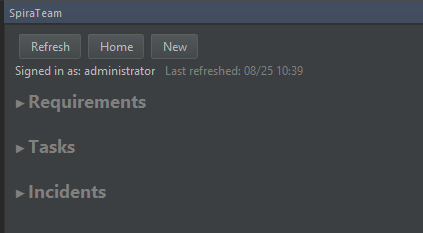 SpiraTeam
Refresh Home New
Signed in as: administrator Last refreshed: 08/25 10:39
Requirements
Tasks
Incidents